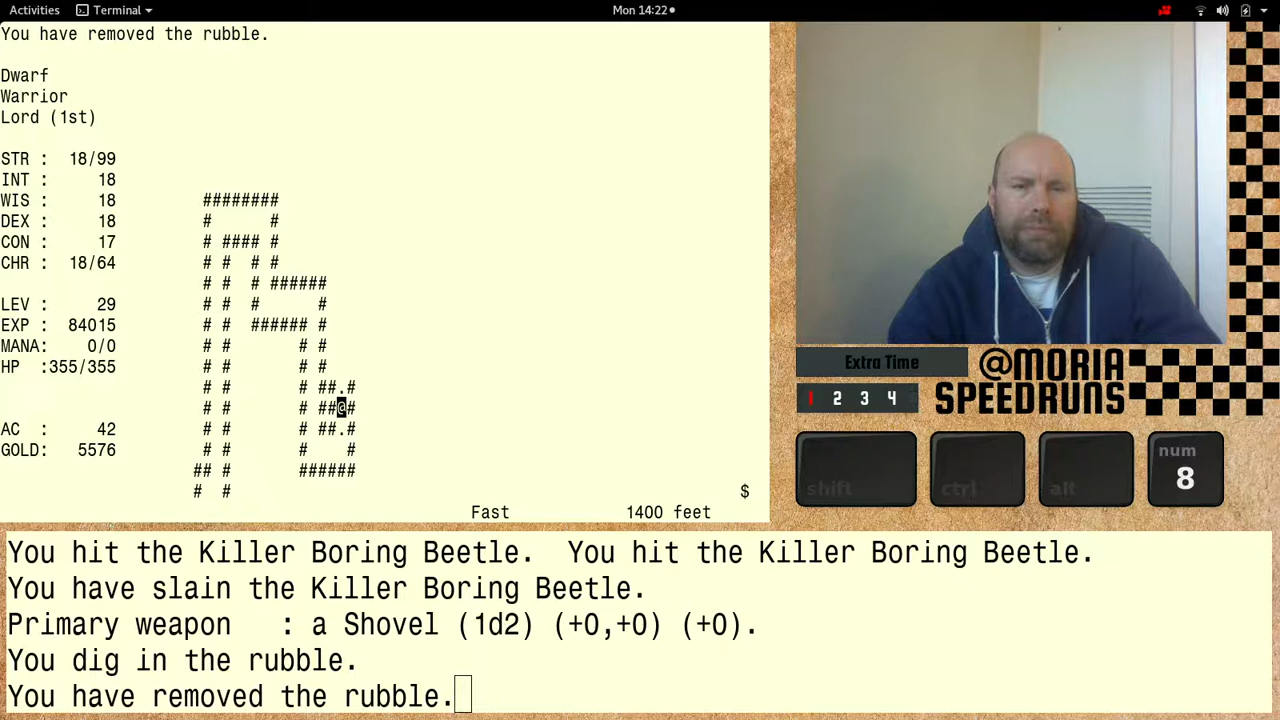 Activities Terminal Mon 14:22
You have removed the rubble.
Dwarf
Warrior
Lord (1st)
STR : 18/99
INT : 18
WIS : 18 ########
DEX : 18 # #
CON : 17 # #### #
CHR : 18/64 # # # #
# # # ######
LEV : 29 # # # #
EXP : 84015 # # ###### #
MANA: 0/0 # # # #
HP :355/355 # # # #
# # # ##.#
# # # ##@#
AC : 42 # # # ##.#
GOLD: 5576 # # # #
## # ######
# # $
Fast 1400 feet
Extra Time
1 2 3 4
@MORIA
SPEEDRUNS
shift ctrl alt num
8
You hit the Killer Boring Beetle. You hit the Killer Boring Beetle.
You have slain the Killer Boring Beetle.
Primary weapon : a Shovel (1d2) (+0,+0) (+0).
You dig in the rubble.
You have removed the rubble.